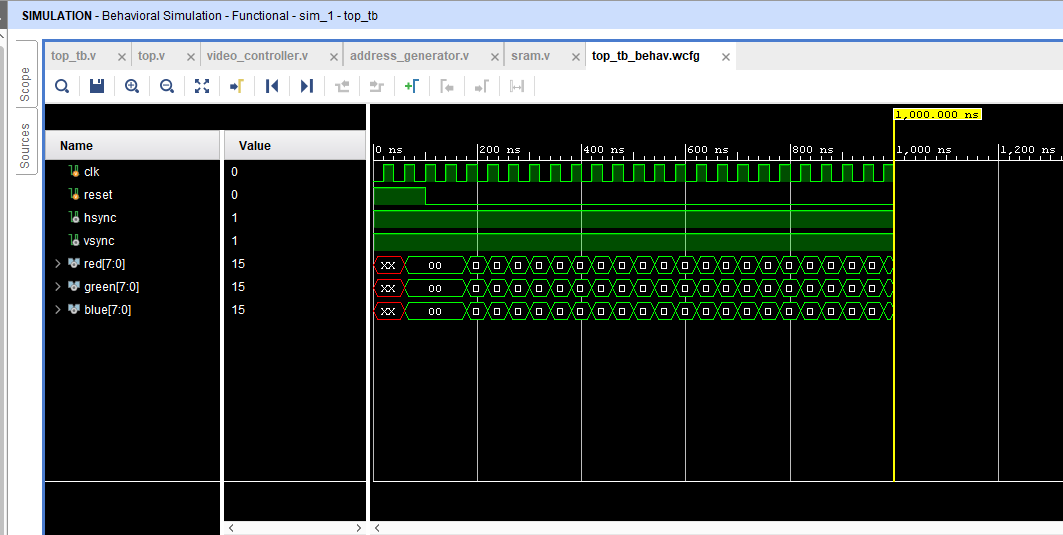 SIMULATION - Behavioral Simulation - Functional - sim_1 - top_tb
Scope
Sources
top_tb.v × top.v × video_controller.v × address_generator.v × sram.v × top_tb_behav.wcfg ×
1,000.000 ns
Name Value
0 ns 200 ns 400 ns 600 ns 800 ns 1,000 ns 1,200 ns
clk 0
reset 0
hsync 1
vsync 1
red[7:0] 15 XX 00
green[7:0] 15 XX 00
blue[7:0] 15 XX 00